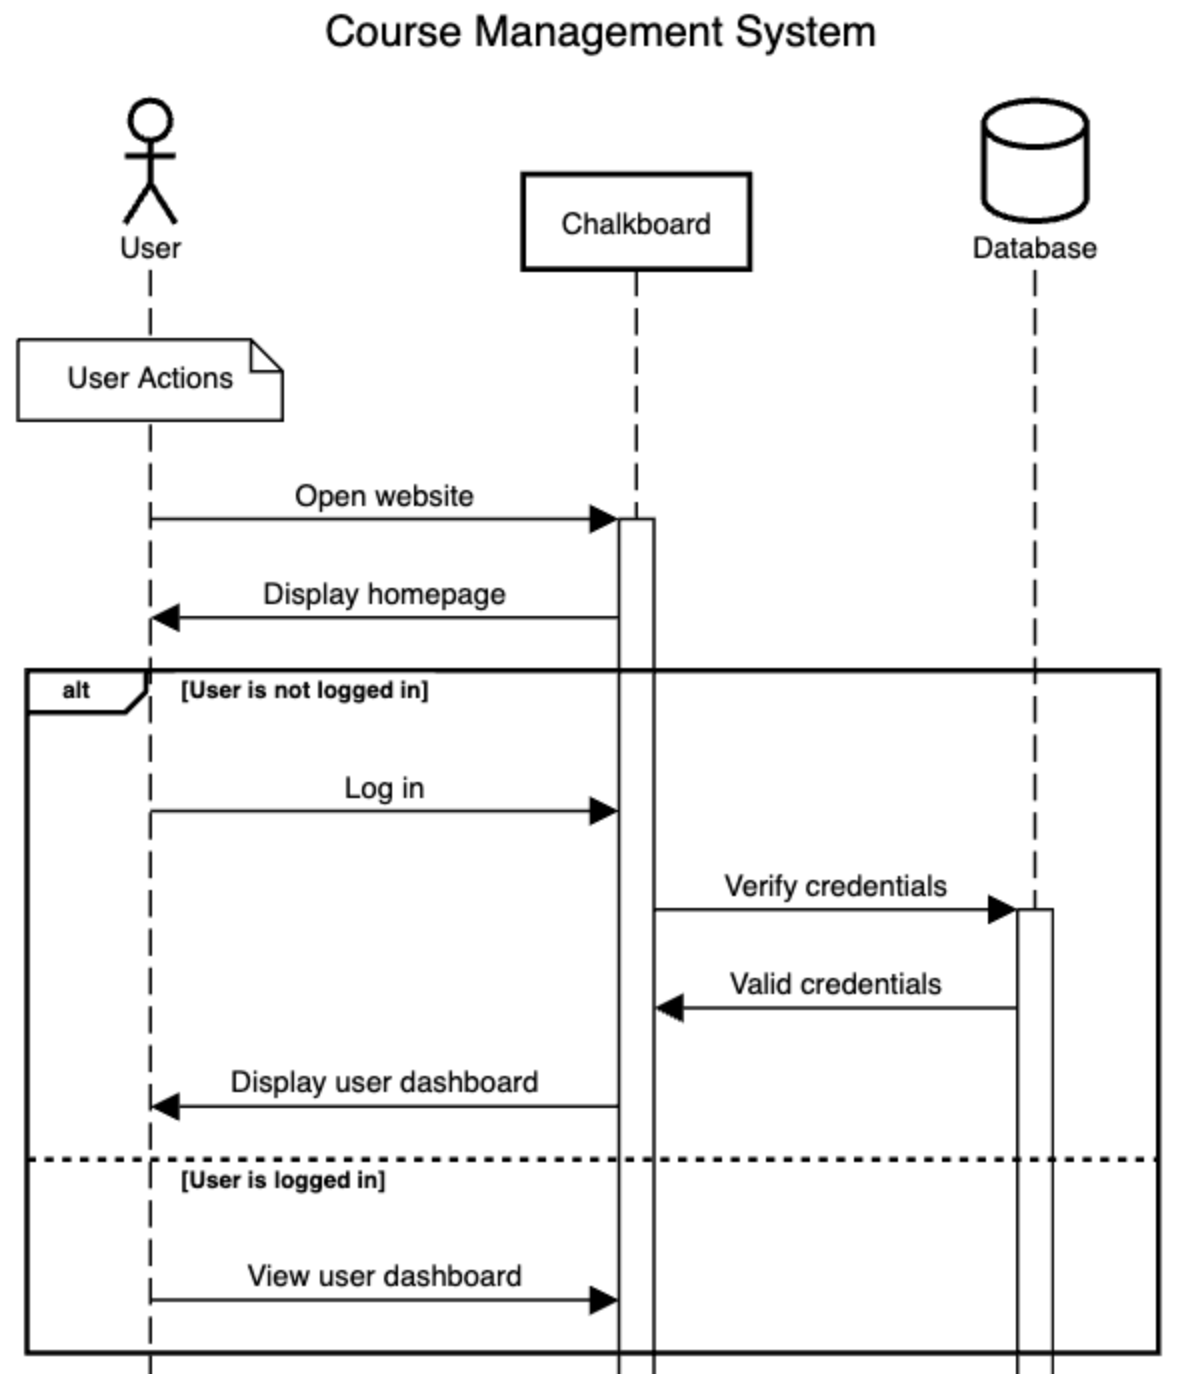 Course Management System
User
Chalkboard
Database
User Actions
Open website
Display homepage
alt
[User is not logged in]
Log in
Verify credentials
Valid credentials
Display user dashboard
[User is logged in]
View user dashboard